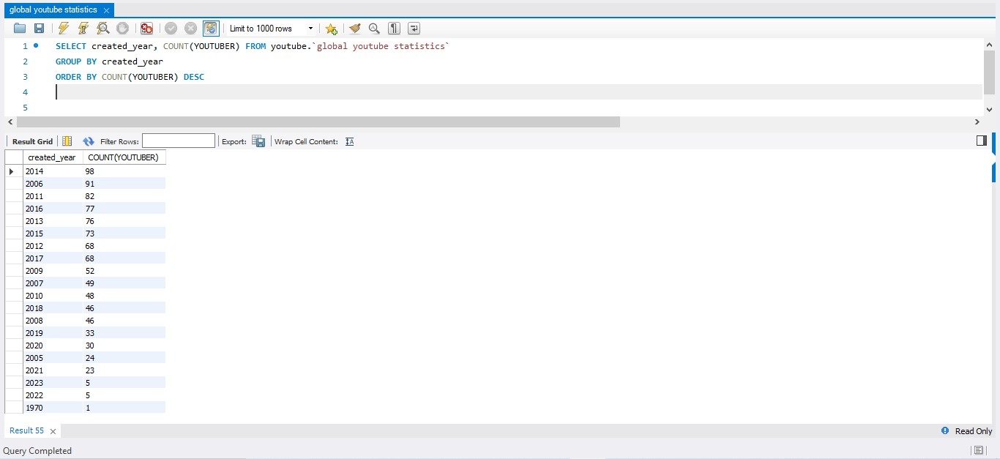 global youtube statistics
Limit to 1000 rows
1 SELECT created_year, COUNT(YOUTUBER) FROM youtube.`global youtube statistics`
2 GROUP BY created_year
3 ORDER BY COUNT(YOUTUBER) DESC
4
5
Result Grid Filter Rows: Export: Wrap Cell Content:
created_year COUNT(YOUTUBER)
2014 98
2006 91
2011 82
2016 77
2013 76
2015 73
2012 68
2017 68
2009 52
2007 49
2010 48
2018 46
2008 46
2019 33
2020 30
2005 24
2021 23
2023 5
2022 5
1970 1
Result 55 Read Only
Query Completed